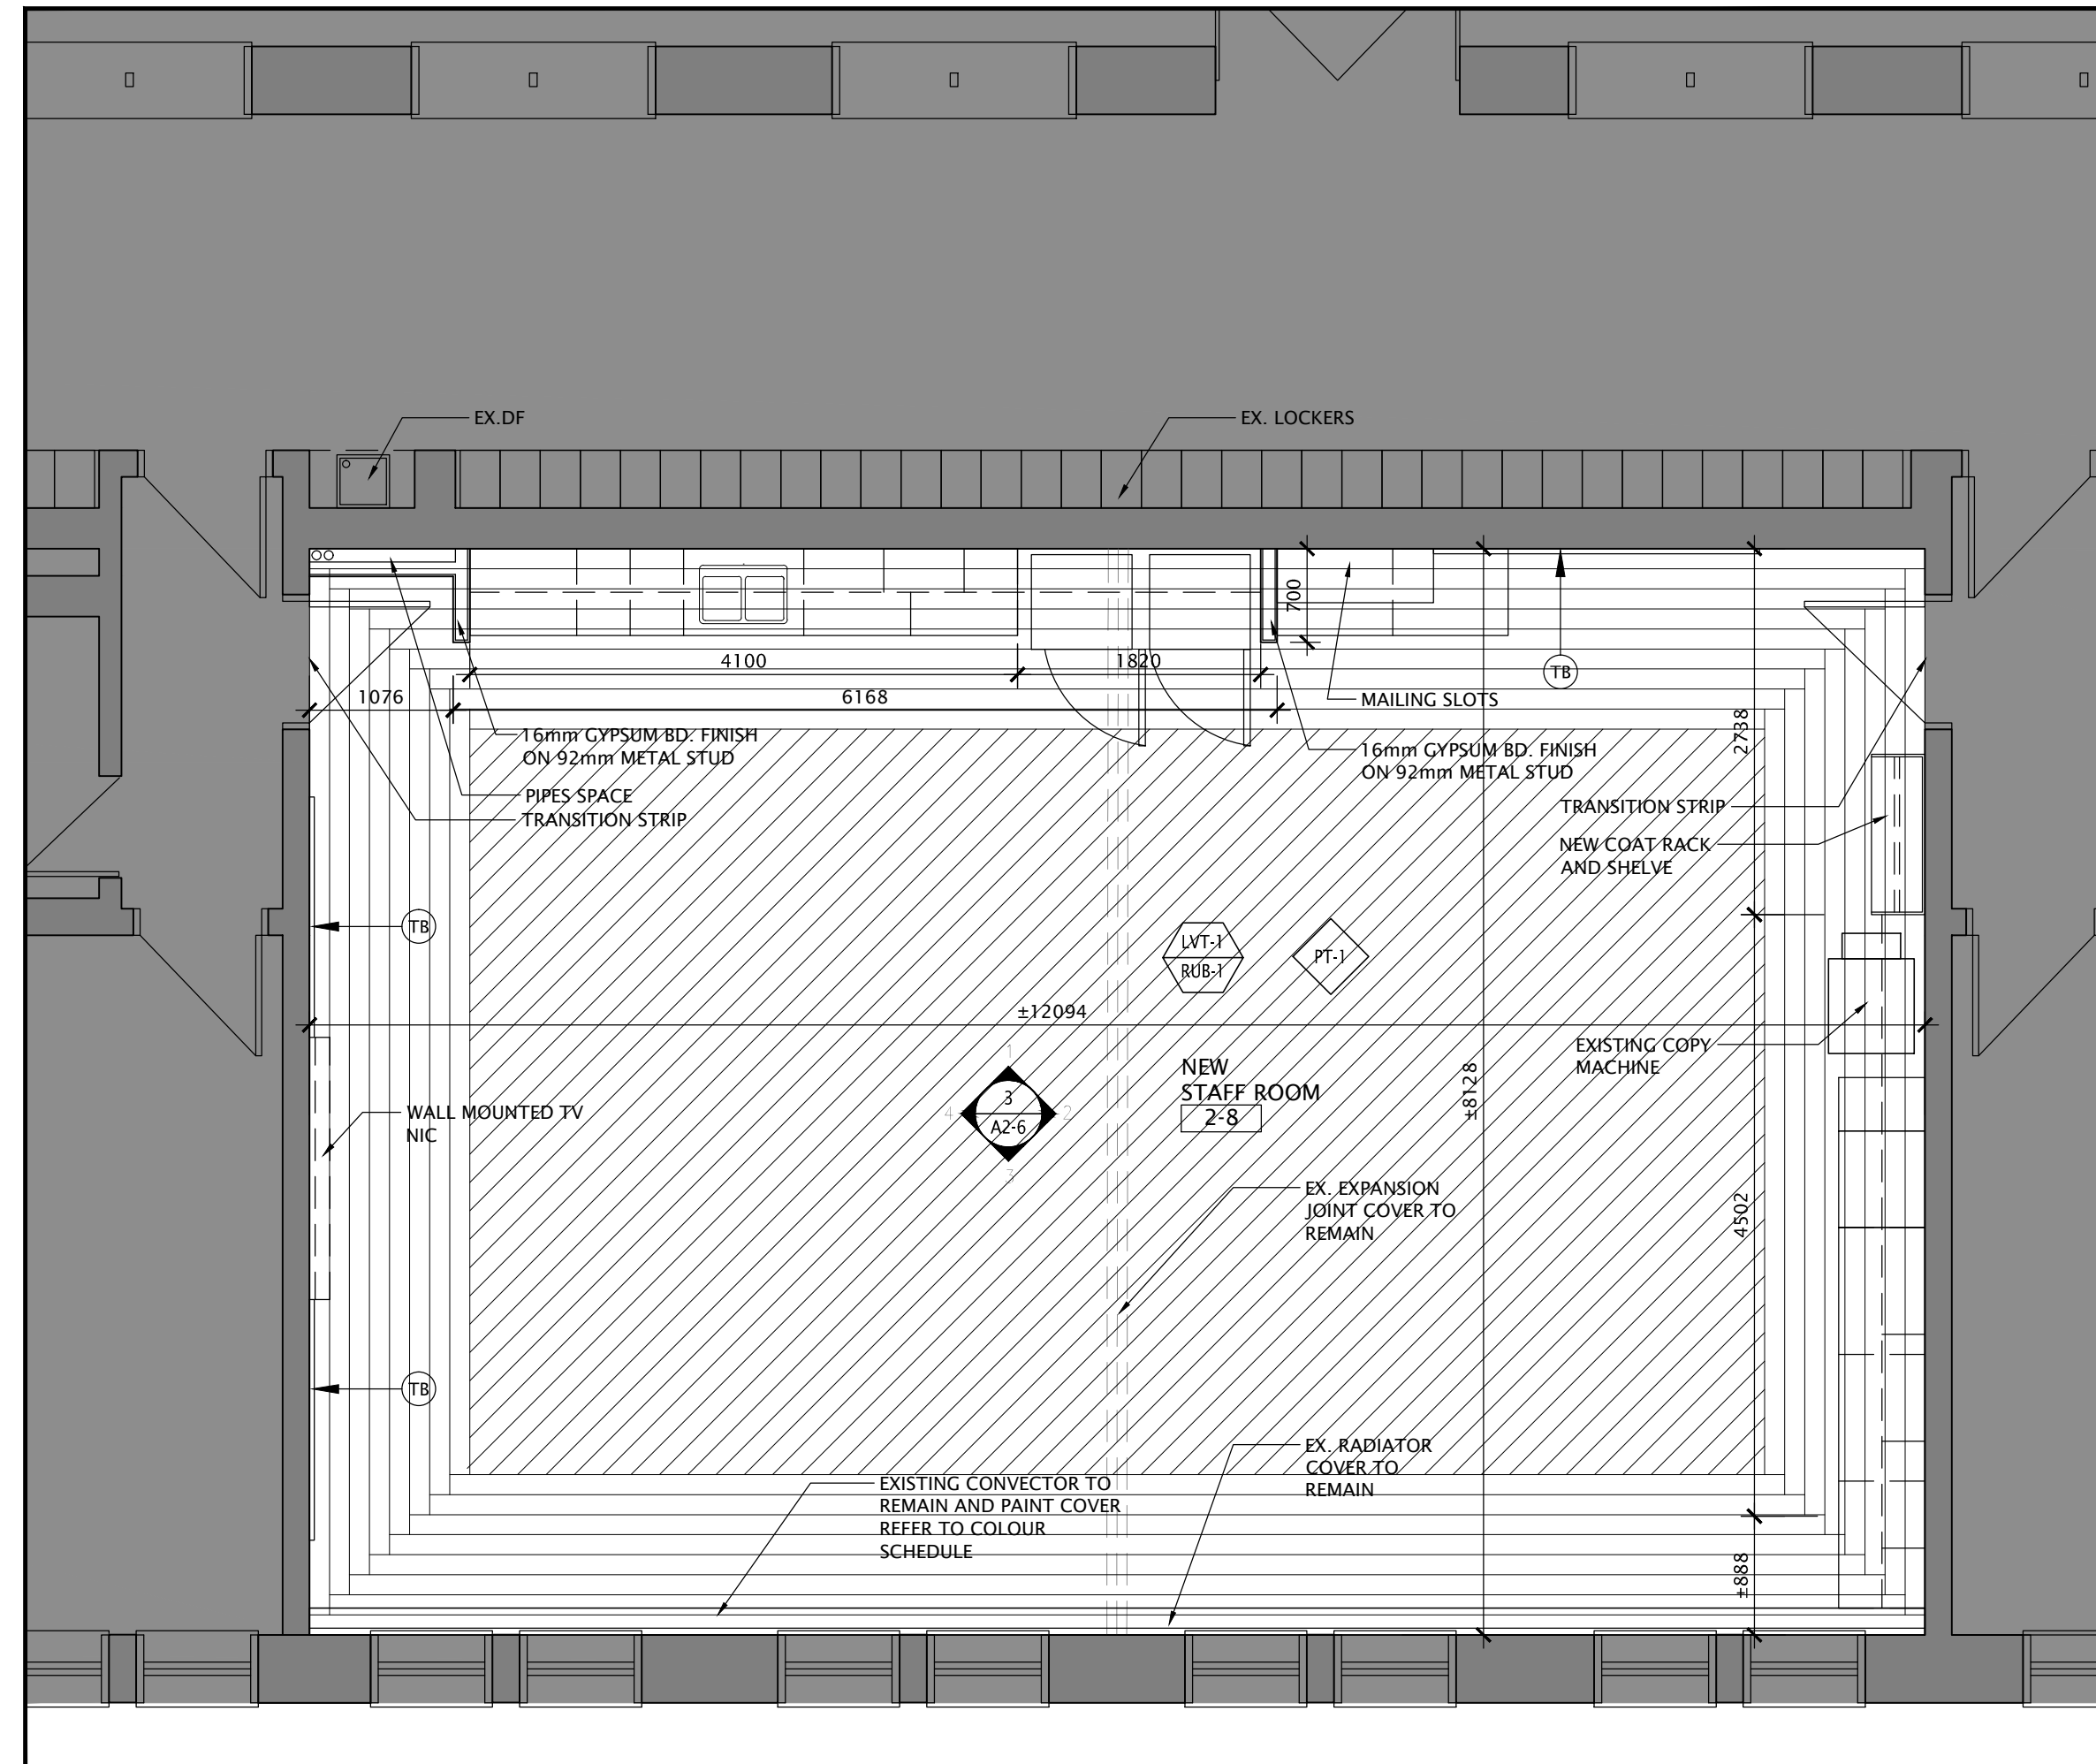 EX.DF
EX. LOCKERS
700
4100
1820
TB
1076
6168
MAILING SLOTS
2738
16mm GYPSUM BD. FINISH
ON 92mm METAL STUD
16mm GYPSUM BD. FINISH
ON 92mm METAL STUD
PIPES SPACE
TRANSITION STRIP
TRANSITION STRIP
NEW COAT RACK
AND SHELVE
TB
LVT-1
RUB-1
PT-1
±12094
EXISTING COPY
MACHINE
1
3
A2-6
4
2
3
NEW
STAFF ROOM
2-8
±8128
WALL MOUNTED TV
NIC
EX. EXPANSION
JOINT COVER TO
REMAIN
4502
TB
EX. RADIATOR
COVER TO
REMAIN
EXISTING CONVECTOR TO
REMAIN AND PAINT COVER
REFER TO COLOUR
SCHEDULE
±888